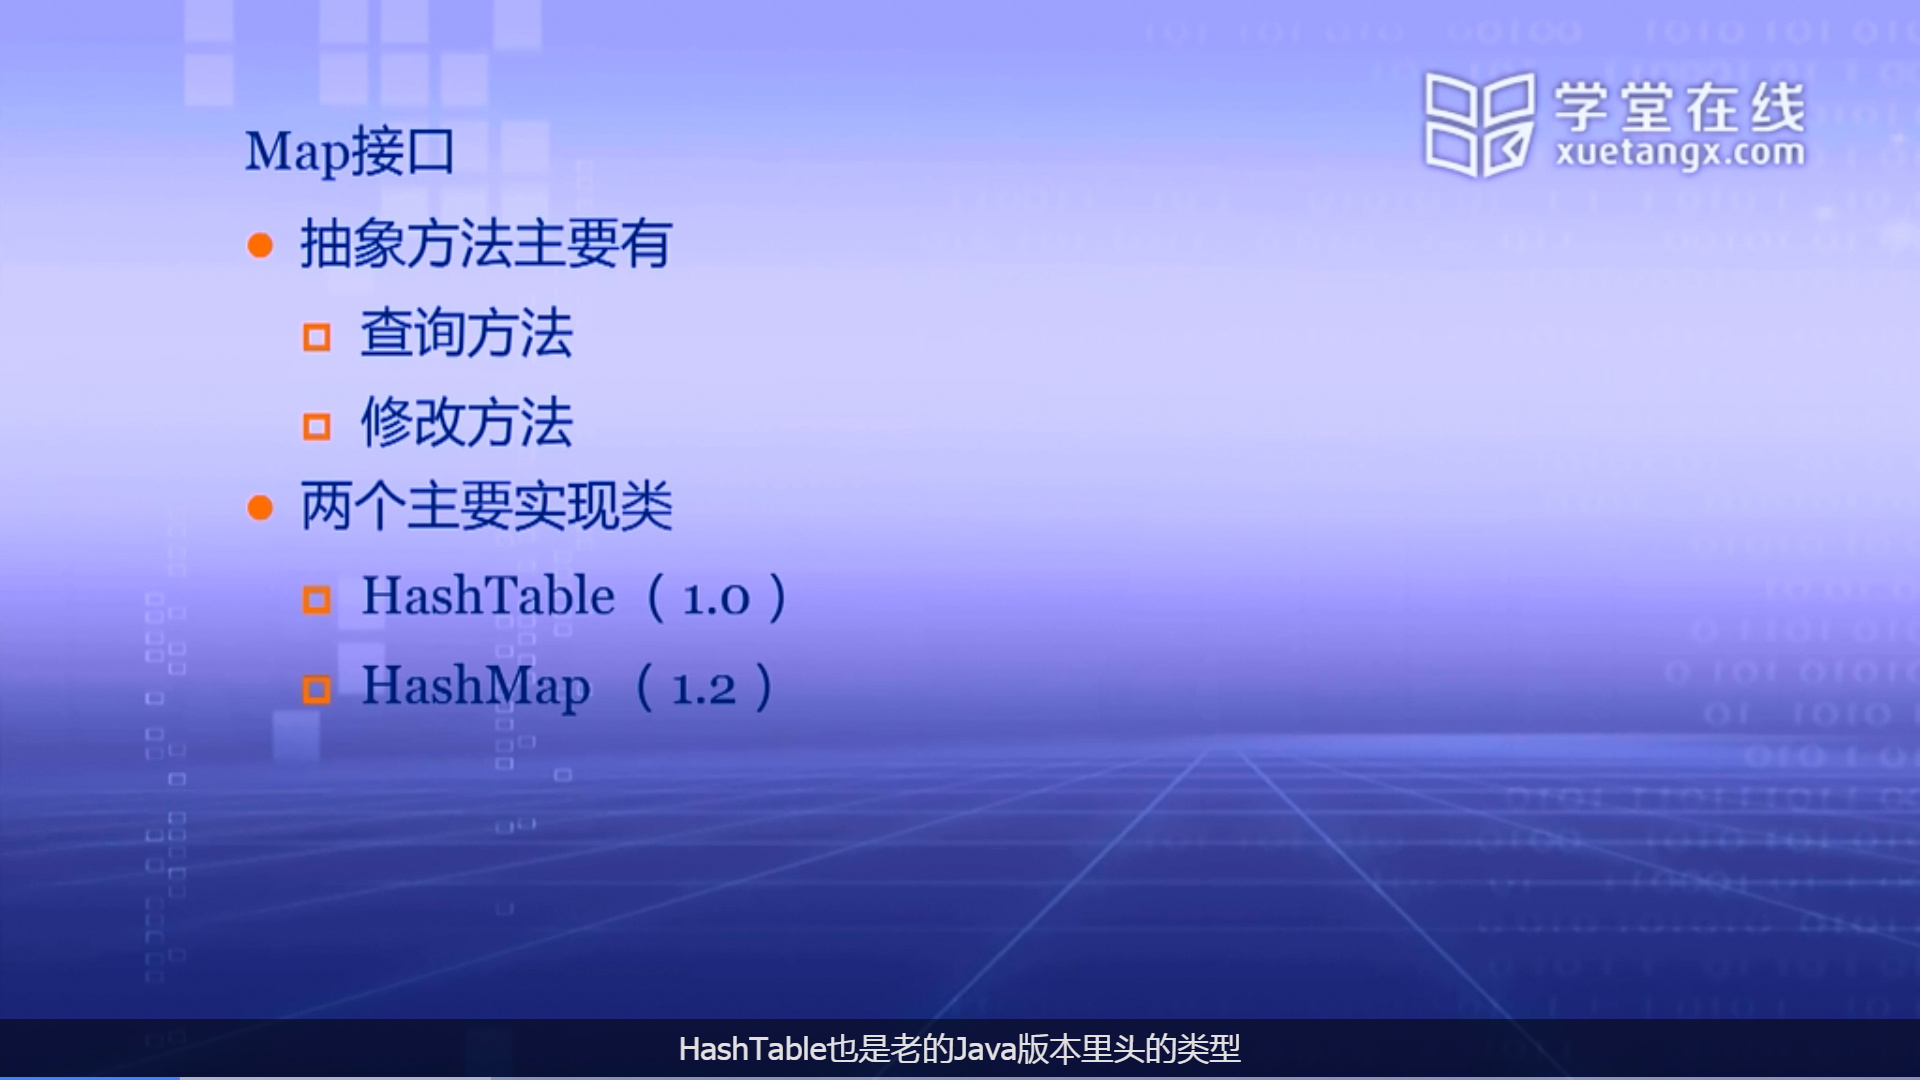 学堂在线
xuetangx.com
Map接口
抽象方法主要有
查询方法
修改方法
两个主要实现类
HashTable（1.0）
HashMap （1.2）
HashTable也是老的Java版本里头的类型